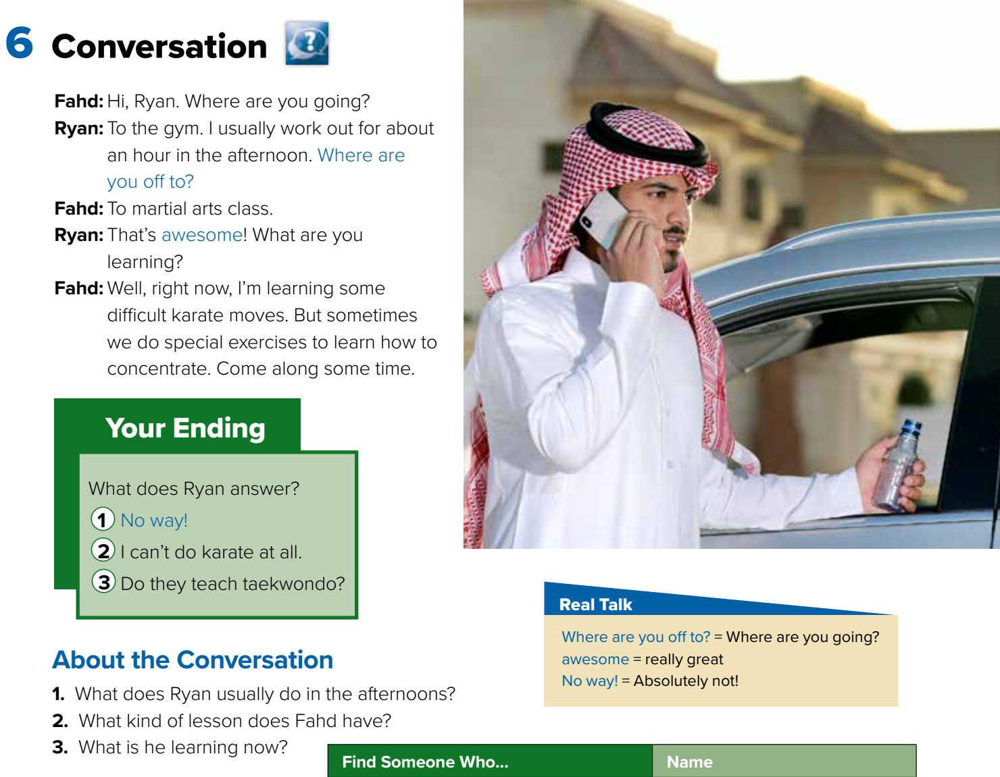 6 Conversation
Fahd: Hi, Ryan. Where are you going?
Ryan: To the gym. I usually work out for about
an hour in the afternoon. Where are
you off to?
Fahd: To martial arts class.
Ryan: That's awesome! What are you
learning?
Fahd: Well, right now, I'm learning some
difficult karate moves. But sometimes
we do special exercises to learn how to
concentrate. Come along some time.
Your Ending
What does Ryan answer?
1 No way!
2 I can't do karate at all.
3 Do they teach taekwondo?
Real Talk
Where are you off to? = Where are you going?
awesome = really great
No way! = Absolutely not!
About the Conversation
1. What does Ryan usually do in the afternoons?
2. What kind of lesson does Fahd have?
3. What is he learning now?
Find Someone Who... Name